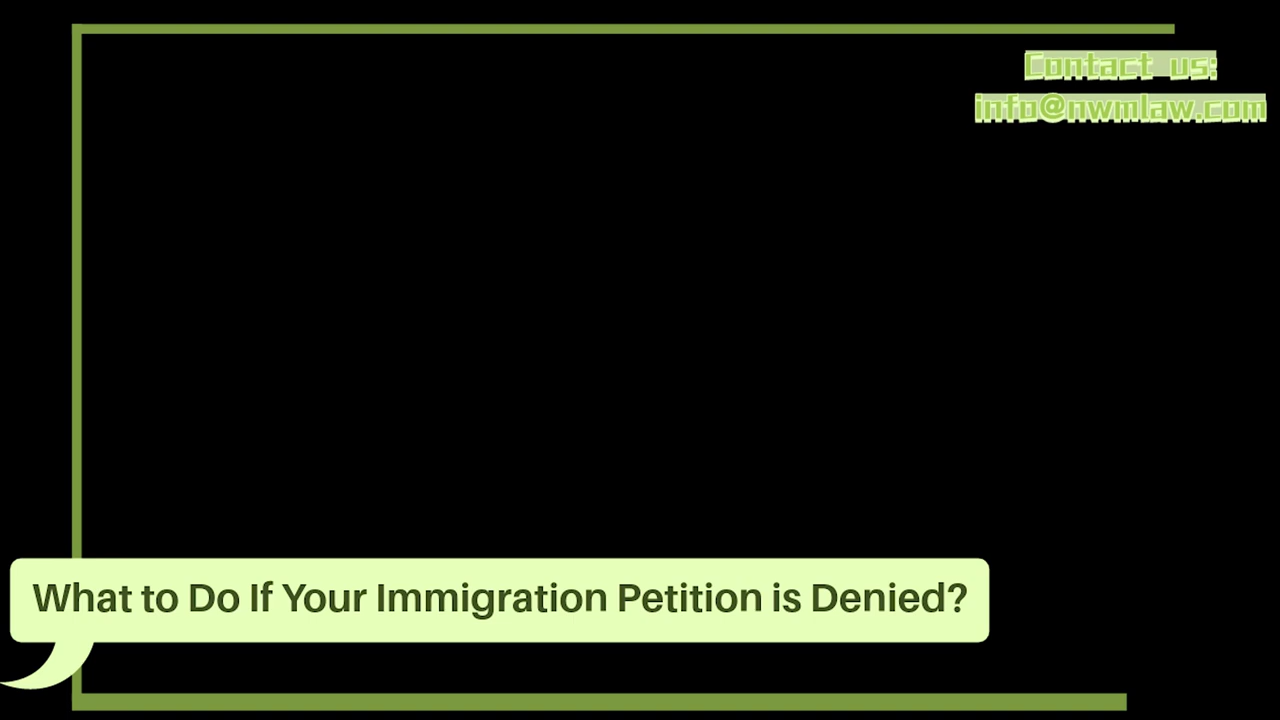 Contact us:
info@nwmlaw.com
What to Do If Your Immigration Petition is Denied?